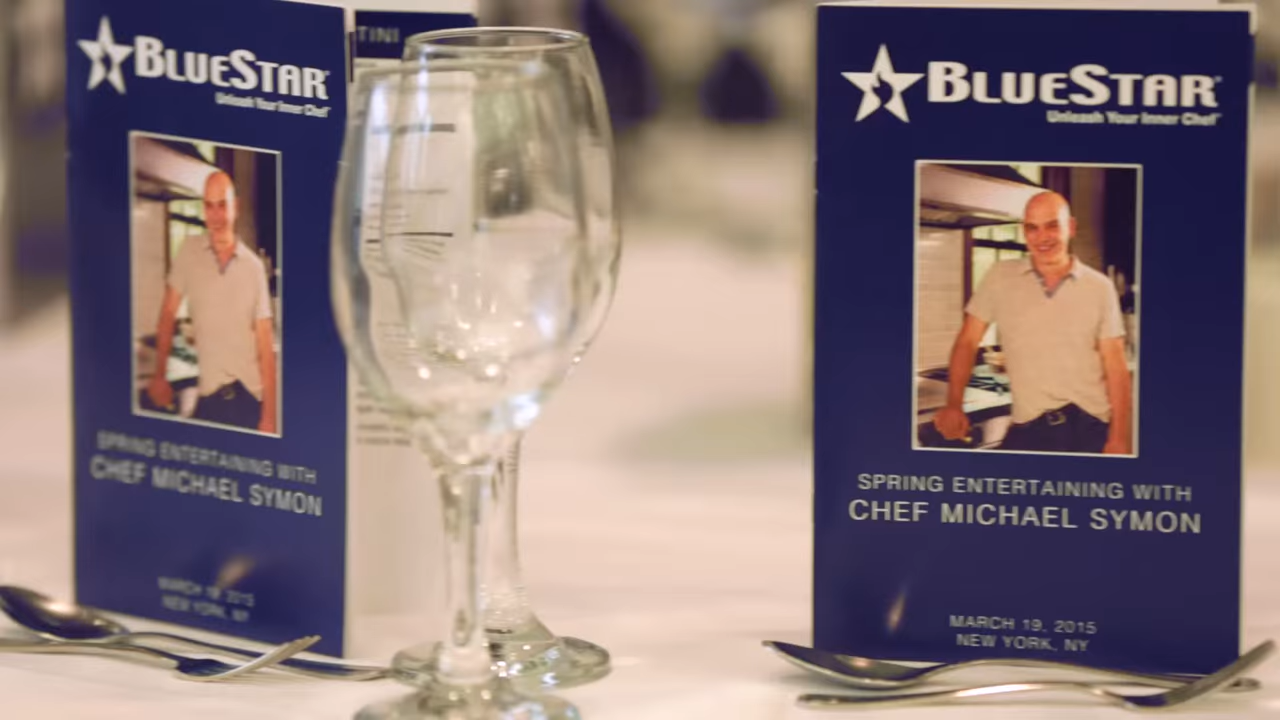 BLUESTAR
Unleash Your Inner Chef
SPRING ENTERTAINING WITH
CHEF MICHAEL SYMON
MARCH 19, 2015
NEW YORK, NY
TINI
BLUESTAR
Unleash Your Inner Chef
SPRING ENTERTAINING WITH
CHEF MICHAEL SYMON
MARCH 19, 2015
NEW YORK, NY